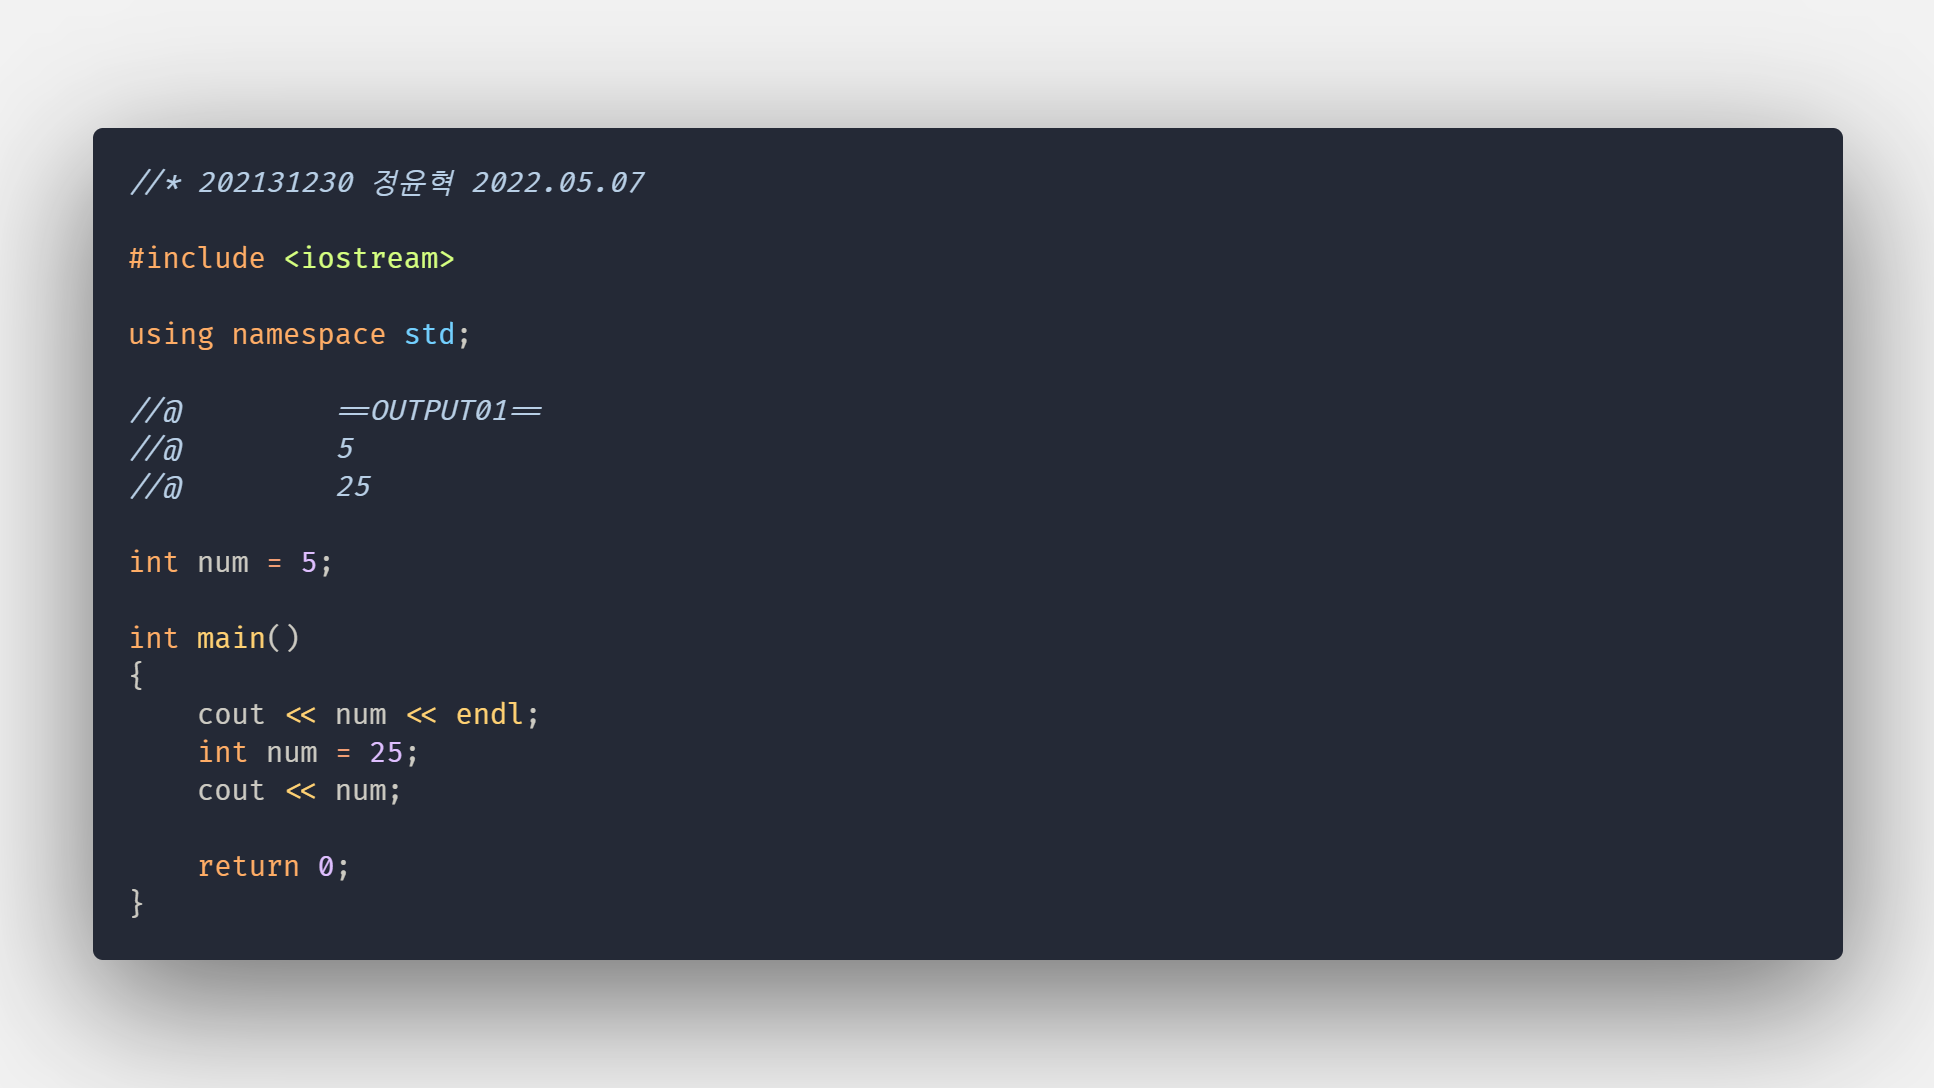 //* 202131230 정윤혁 2022.05.07
#include <iostream>
using namespace std;
//@         ==OUTPUT01==
//@         5
//@         25
int num = 5;
int main()
{
    cout << num << endl;
    int num = 25;
    cout << num;
    return 0;
}